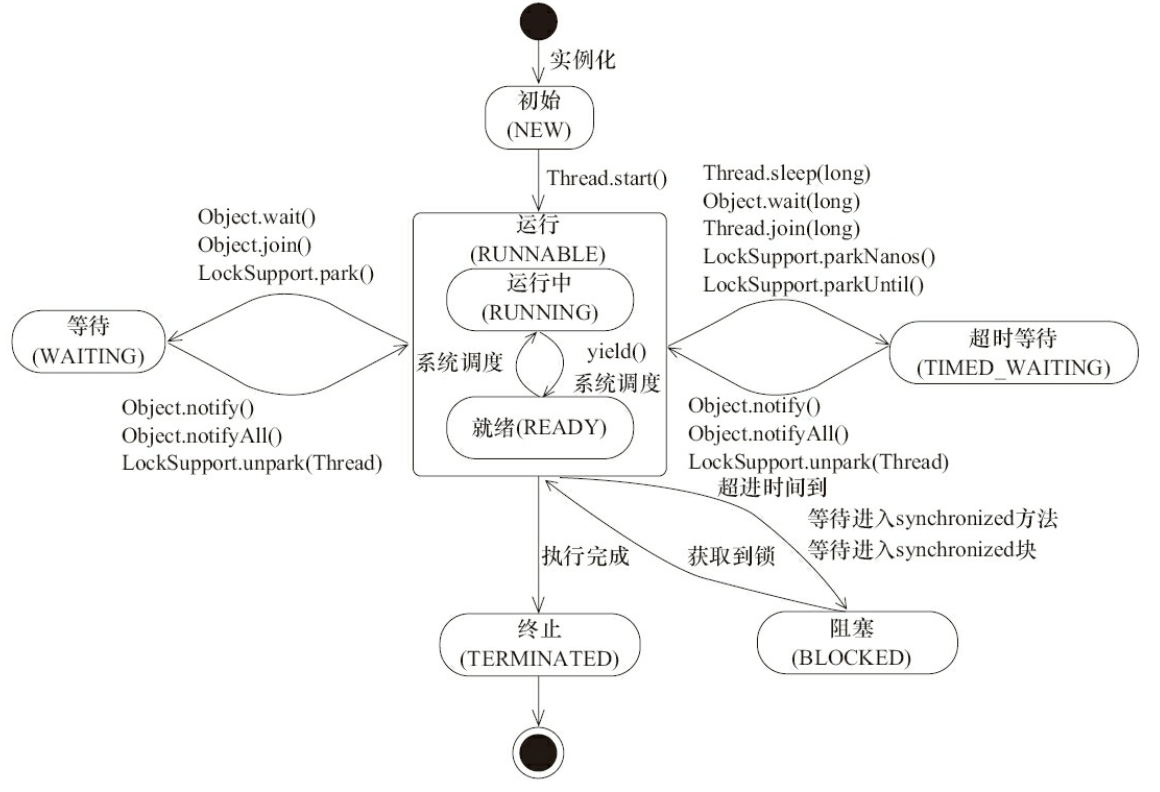 实例化
初始
(NEW)
Thread.start()
Object.wait()
Object.join()
LockSupport.park()
Thread.sleep(long)
Object.wait(long)
Thread.join(long)
LockSupport.parkNanos()
LockSupport.parkUntil()
运行
(RUNNABLE)
运行中
(RUNNING)
等待
(WAITING)
系统调度
yield()
系统调度
超时等待
(TIMED_WAITING)
就绪(READY)
Object.notify()
Object.notifyAll()
LockSupport.unpark(Thread)
Object.notify()
Object.notifyAll()
LockSupport.unpark(Thread)
超进时间到
等待进入synchronized方法
等待进入synchronized块
执行完成
获取到锁
终止
(TERMINATED)
阻塞
(BLOCKED)